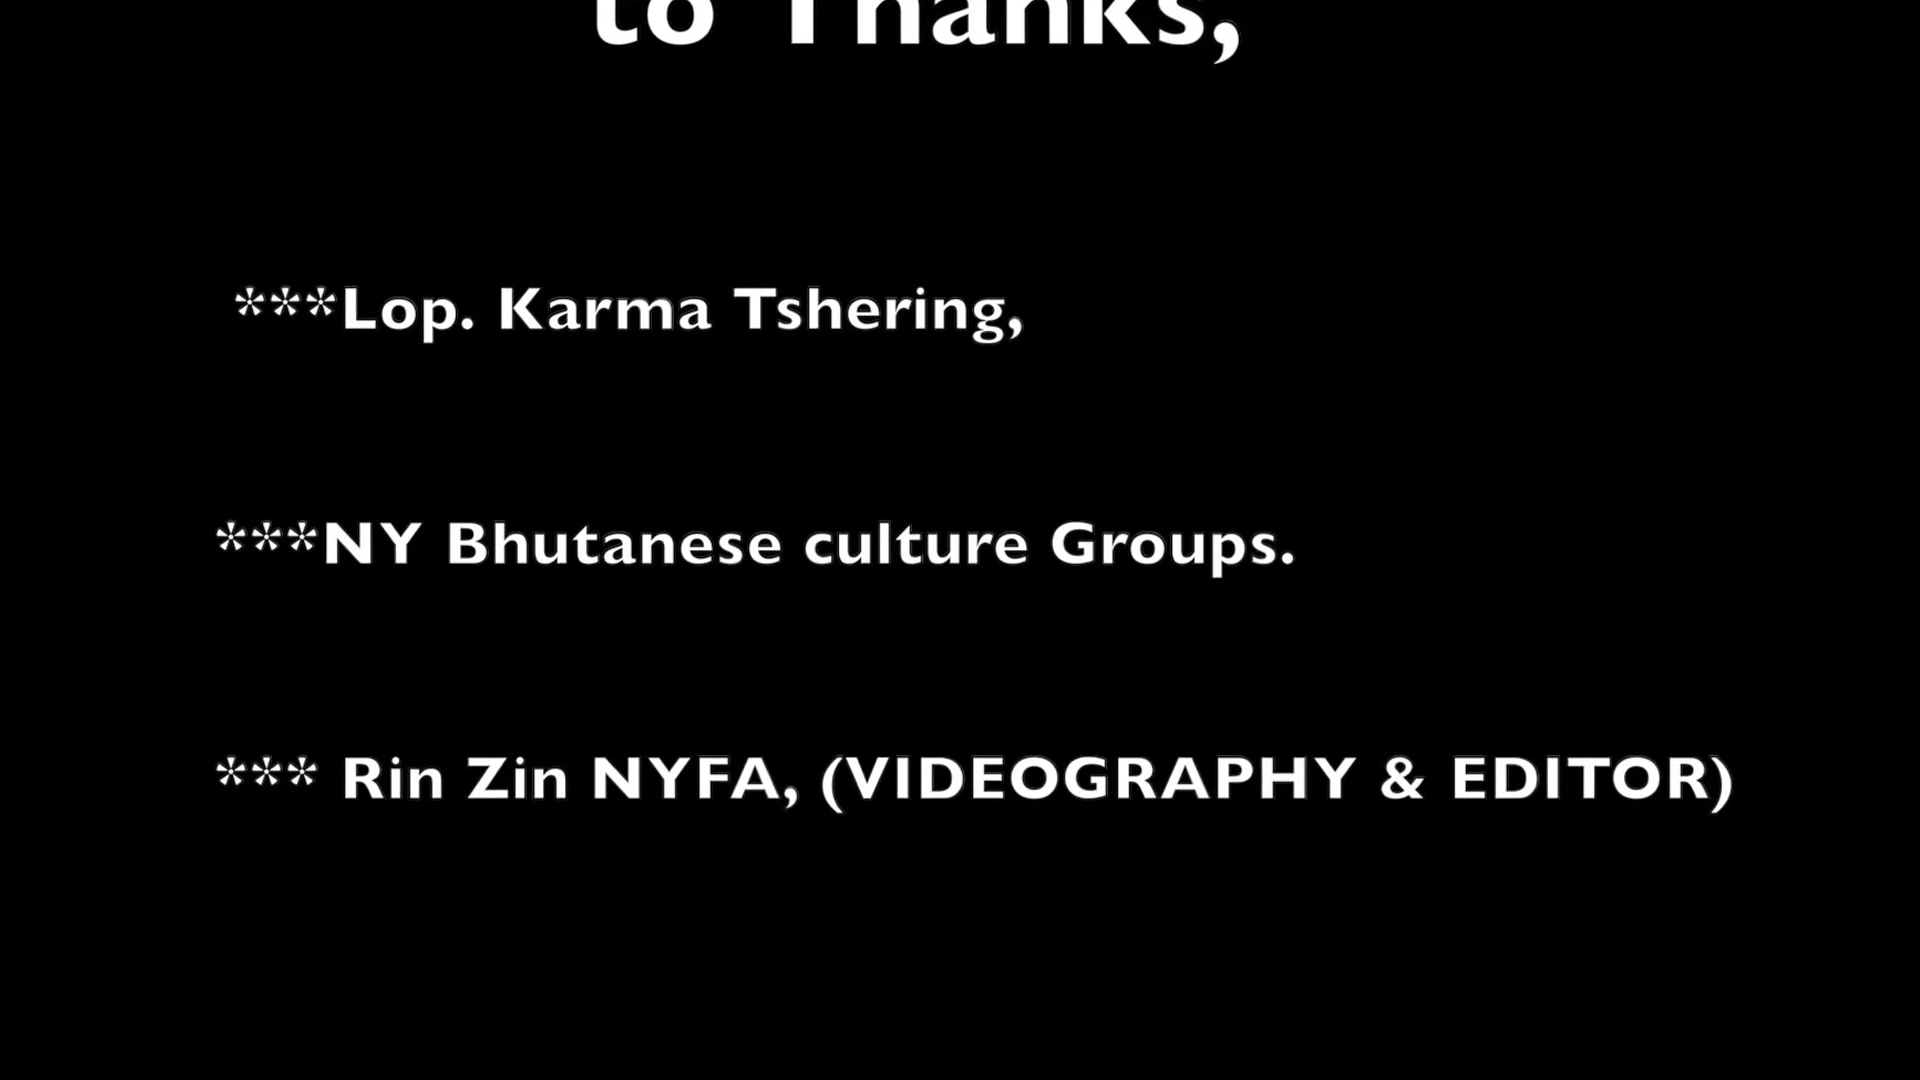 to Thanks,
***Lop. Karma Tshering,
***NY Bhutanese culture Groups.
*** Rin Zin NYFA, (VIDEOGRAPHY & EDITOR)